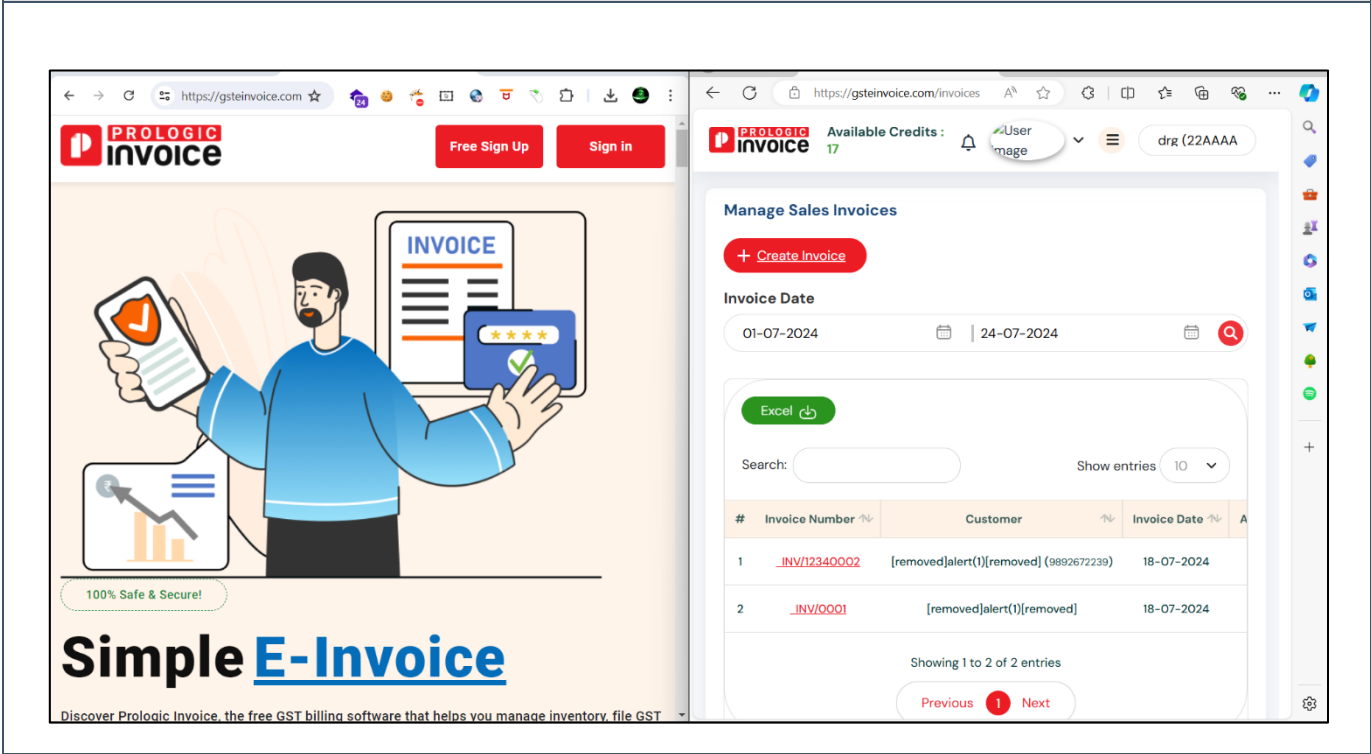 https://gsteinvoice.com
24
PROLOGIC
INVOICE
Free Sign Up
Sign in
INVOICE
****
₹
100% Safe & Secure!
Simple E-Invoice
Discover Prologic Invoice, the free GST billing software that helps you manage inventory, file GST
https://gsteinvoice.com/invoices
PROLOGIC
INVOICE
Available Credits :
17
User
Image
drg (22AAAA
Manage Sales Invoices
+ Create Invoice
Invoice Date
01-07-2024 | 24-07-2024
Excel
Search:
Show entries 10
# Invoice Number Customer Invoice Date A
1 _INV/12340002 [removed]alert(1)[removed] (9892672239) 18-07-2024
2 _INV/0001 [removed]alert(1)[removed] 18-07-2024
Showing 1 to 2 of 2 entries
Previous 1 Next